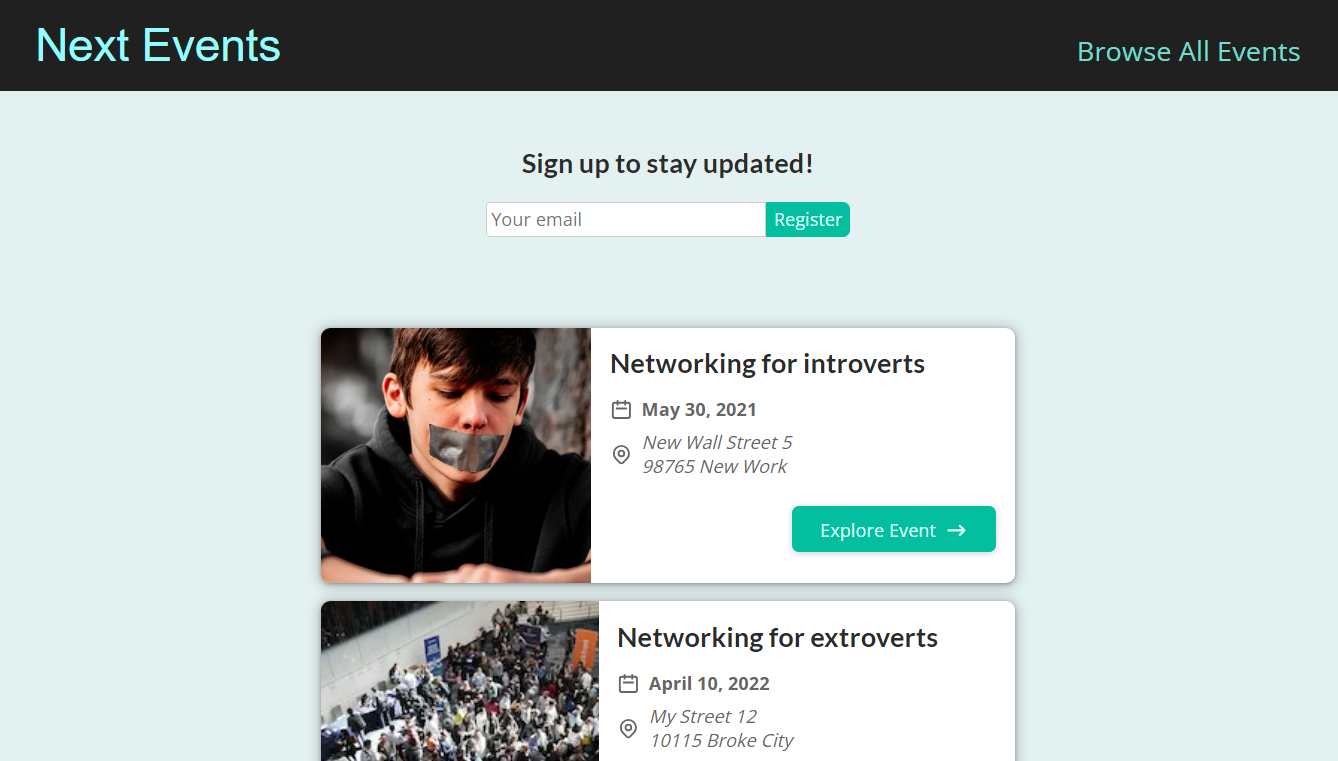 Next Events
Browse All Events
Sign up to stay updated!
Your email
Register
Networking for introverts
May 30, 2021
New Wall Street 5
98765 New Work
Explore Event →
Networking for extroverts
April 10, 2022
My Street 12
10115 Broke City